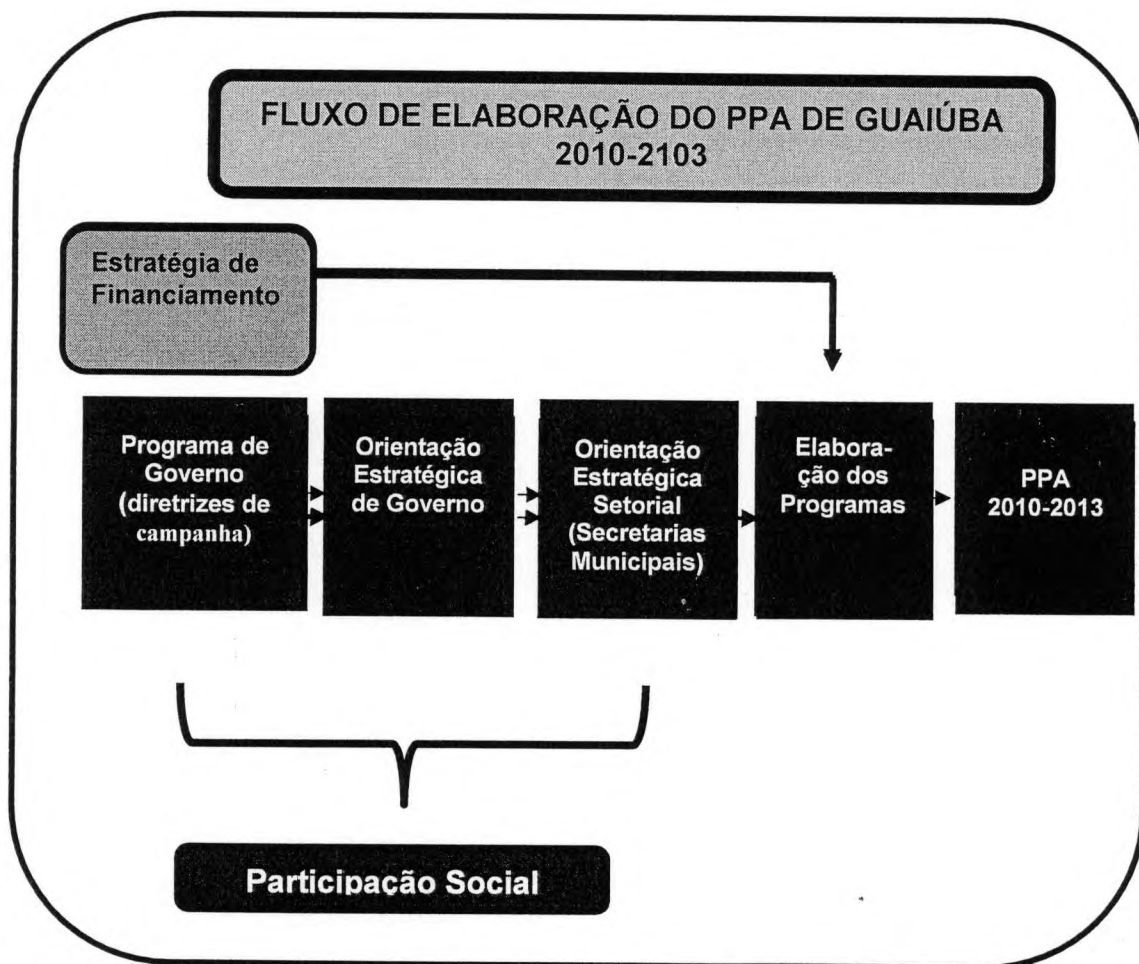 FLUXO DE ELABORAÇÃO DO PPA DE GUAIÚBA
2010-2103
Estratégia de
Financiamento
Programa de
Governo
(diretrizes de
campanha)
Orientação
Estratégica
de Governo
Orientação
Estratégica
Setorial
(Secretarias
Municipais)
Elabora-
ção dos
Programas
PPA
2010-2013
Participação Social